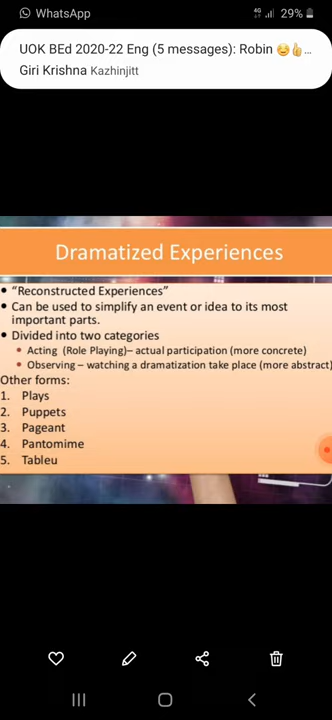 WhatsApp
4G
29%
UOK BEd 2020-22 Eng (5 messages): Robin 😊👍...
Giri Krishna Kazhinjitt
Dramatized Experiences
• “Reconstructed Experiences”
• Can be used to simplify an event or idea to its most
important parts.
• Divided into two categories
• Acting (Role Playing)– actual participation (more concrete)
• Observing – watching a dramatization take place (more abstract)
Other forms:
1. Plays
2. Puppets
3. Pageant
4. Pantomime
5. Tableu